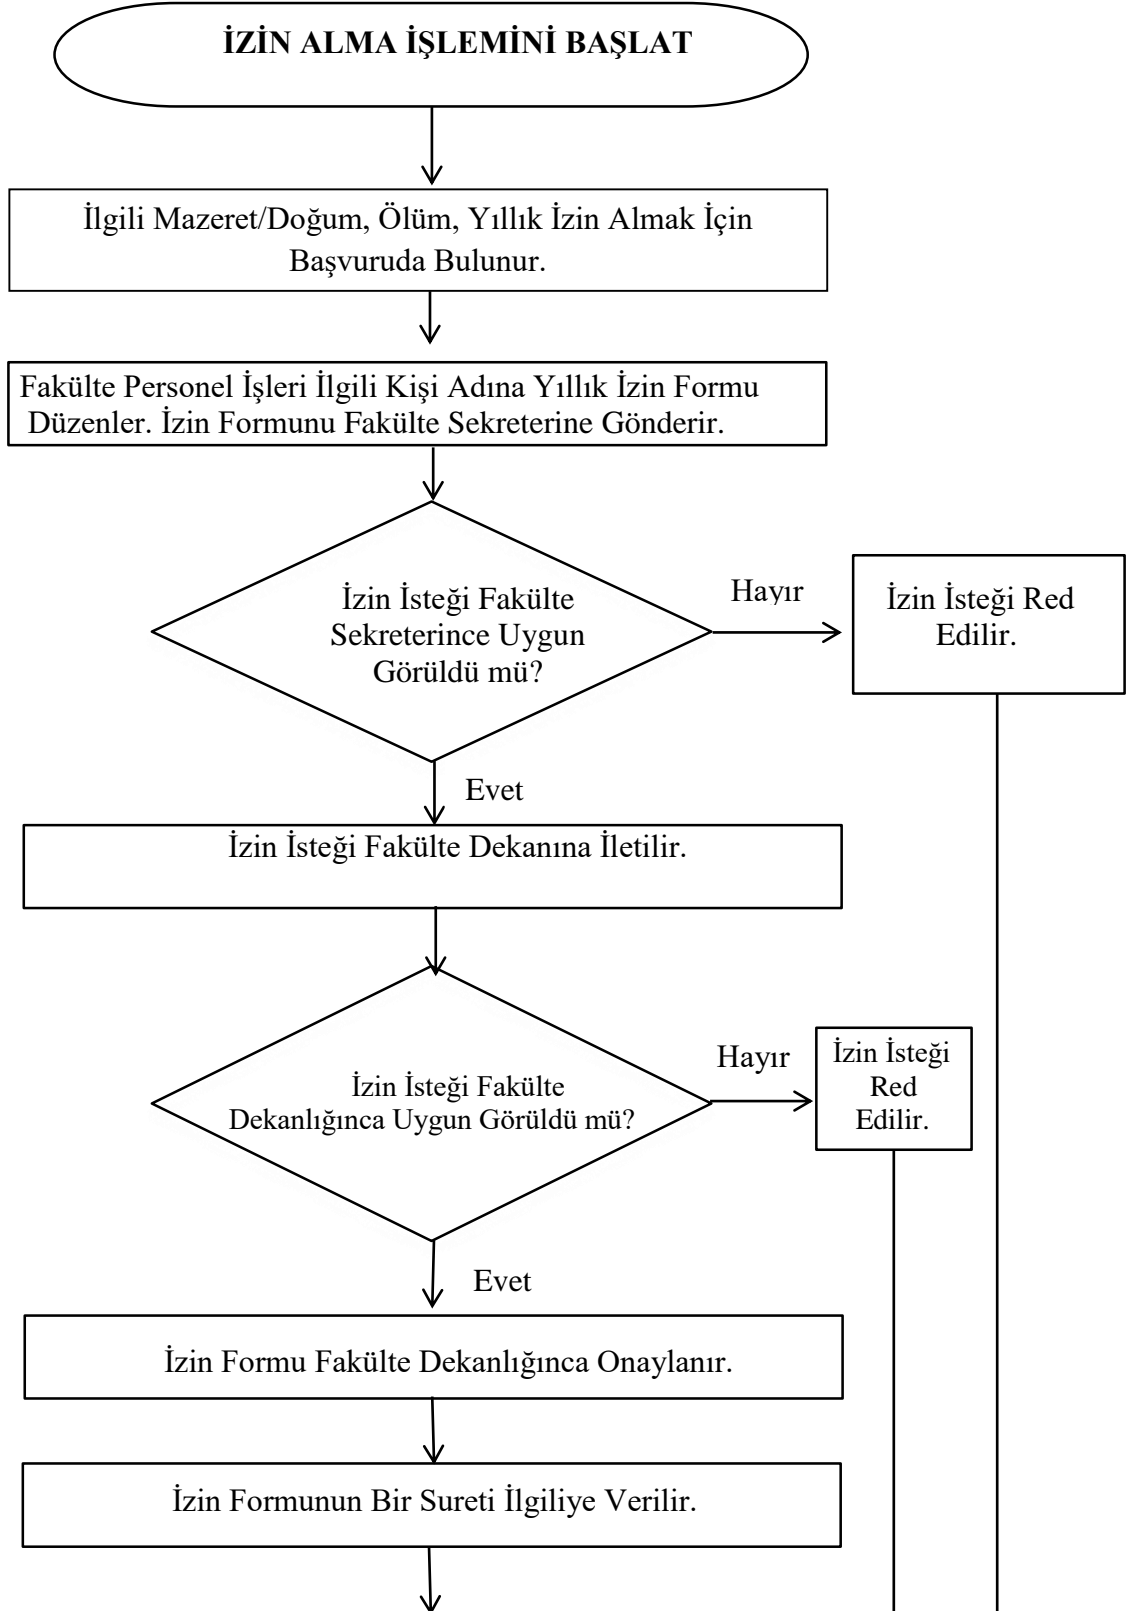 İZİN ALMA İŞLEMİNİ BAŞLAT
İlgili Mazeret/Doğum, Ölüm, Yıllık İzin Almak İçin
Başvuruda Bulunur.
Fakülte Personel İşleri İlgili Kişi Adına Yıllık İzin Formu
Düzenler. İzin Formunu Fakülte Sekreterine Gönderir.
İzin İsteği Fakülte
Sekreterince Uygun
Görüldü mü?
Hayır
İzin İsteği Red
Edilir.
Evet
İzin İsteği Fakülte Dekanına İletilir.
İzin İsteği Fakülte
Dekanlığınca Uygun Görüldü mü?
Hayır
İzin İsteği
Red
Edilir.
Evet
İzin Formu Fakülte Dekanlığınca Onaylanır.
İzin Formunun Bir Sureti İlgiliye Verilir.